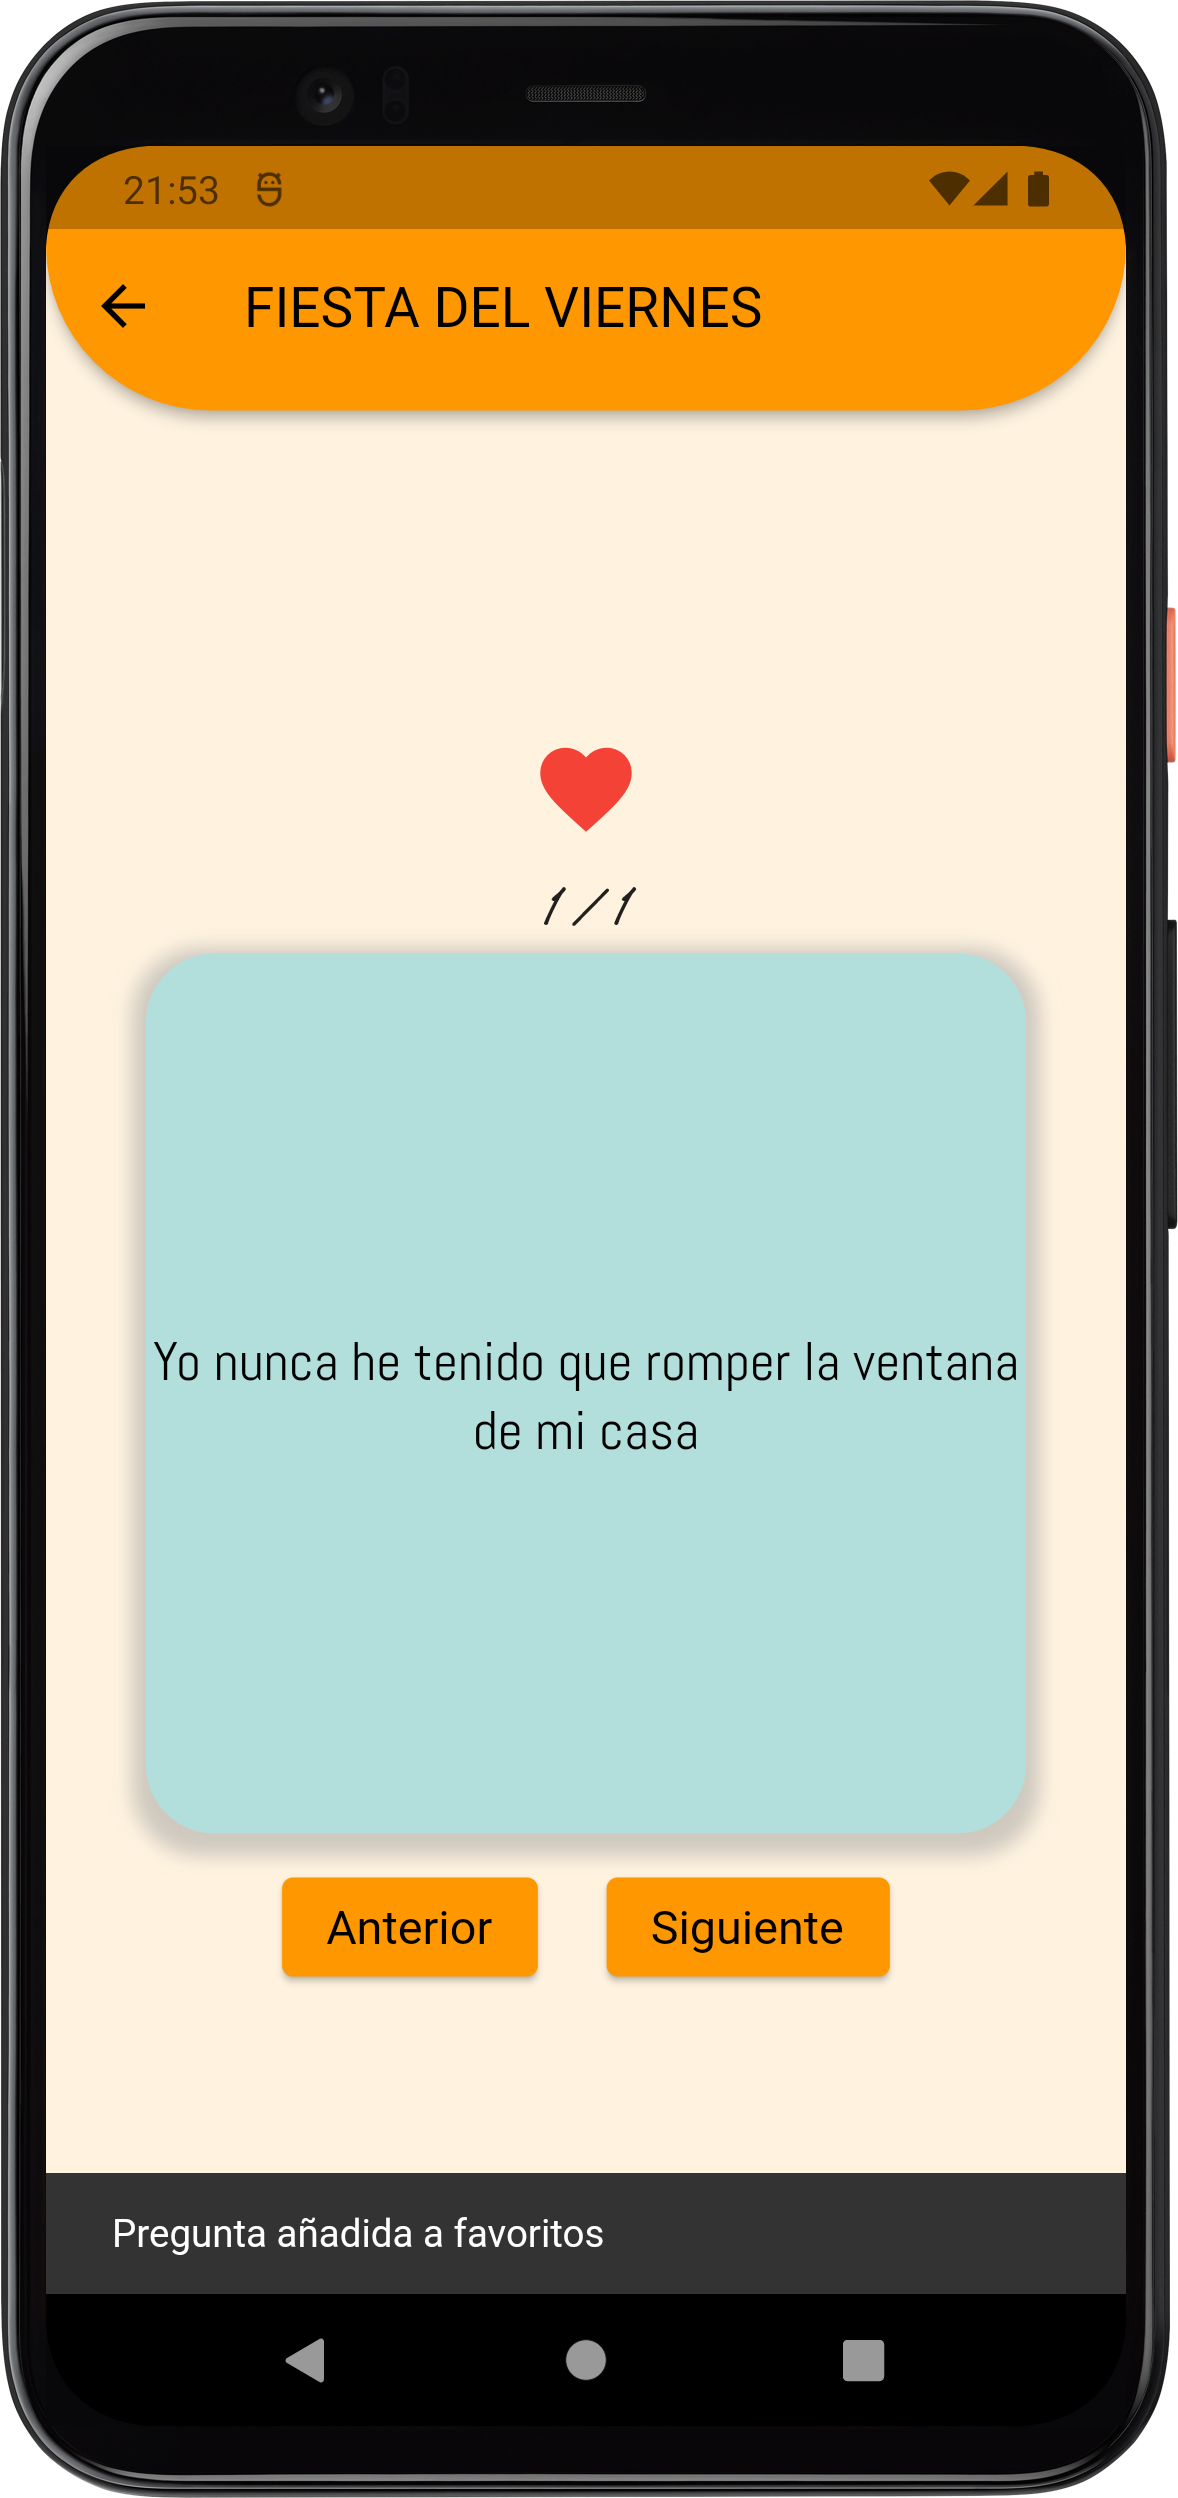 21:53
FIESTA DEL VIERNES
1/1
Yo nunca he tenido que romper la ventana
de mi casa
Anterior
Siguiente
Pregunta añadida a favoritos